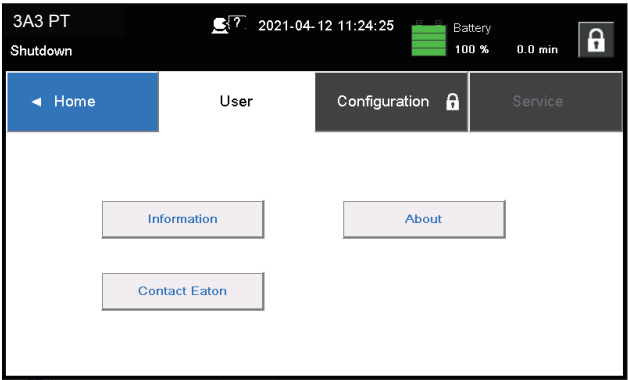 3A3 PT
? 2021-04-12 11:24:25
Battery
Shutdown
100 % 0.0 min
◄ Home
User
Configuration
Service
Information
About
Contact Eaton